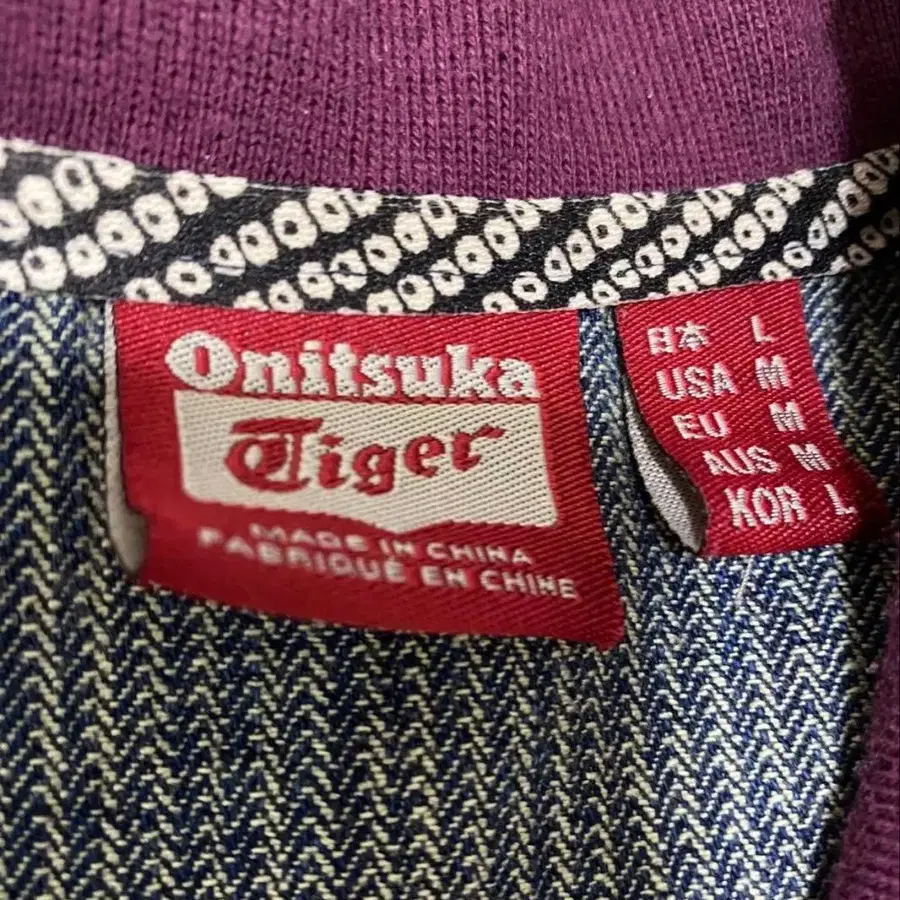 Onitsuka
Tiger
MADE IN CHINA
FABRIQUÉ EN CHINE
日本 L
USA M
EU M
AUS M
KOR L